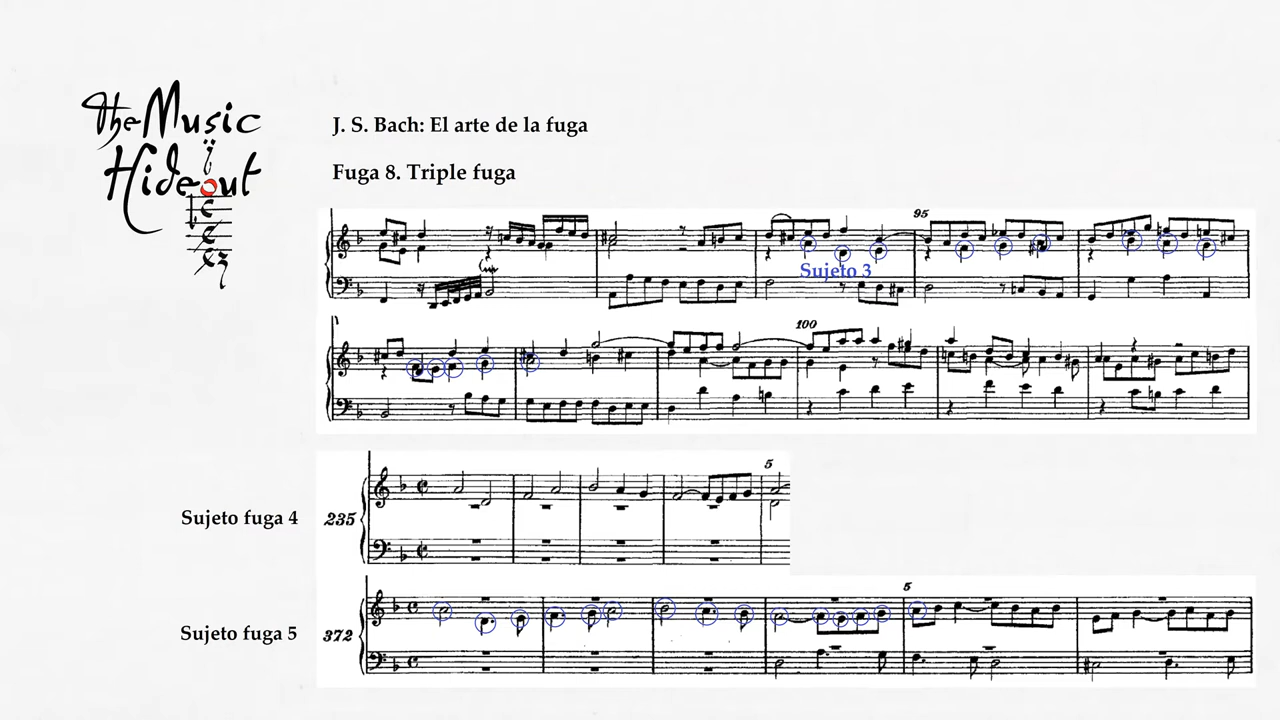 The Music
Hideout
J. S. Bach: El arte de la fuga
Fuga 8. Triple fuga
95
Sujeto 3
100
5
Sujeto fuga 4
235
5
Sujeto fuga 5
372